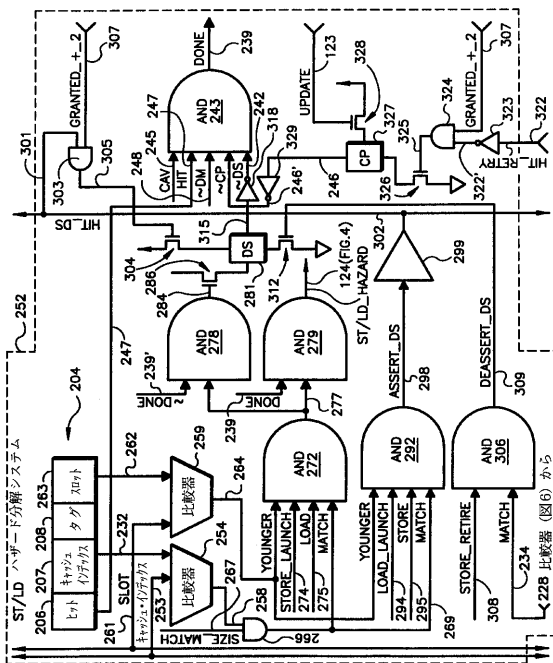 ST/LD ハザード分解システム
252
204
206
ヒット
207
キャッシュ
インデックス
208
タグ
263
スロット
261
SLOT
232
262
キャッシュ・インデックス
253
比較器
254
比較器
259
SIZE_MATCH
267
258
264
266
247
301
HIT_DS
303
305
GRANTED_+_2
307
248
245
247
CAV
HIT
~DM
~CP
~DS
AND
243
DONE
239
242
318
315
304
286
284
DS
281
312
~DONE
239'
AND
278
DONE
239
AND
279
124(FIG.4)
ST/LD_HAZARD
277
YOUNGER
STORE_LAUNCH
274
LOAD
275
MATCH
AND
272
YOUNGER
LOAD_LAUNCH
294
STORE
295
MATCH
269
AND
292
ASSERT_DS
298
299
302
STORE_RETIRE
308
MATCH
234
AND
306
DEASSERT_DS
309
228 比較器 (図6) から
UPDATE
123
328
329
246'
246
CP
327
326
325
324
GRANTED_+_2
307
323
322'
HIT_RETRY
322